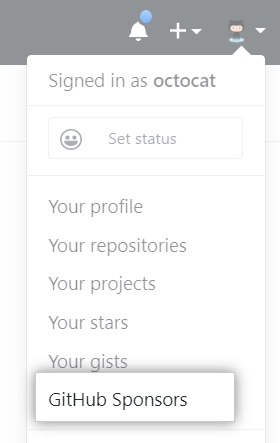 Signed in as octocat
Set status
Your profile
Your repositories
Your projects
Your stars
Your gists
GitHub Sponsors